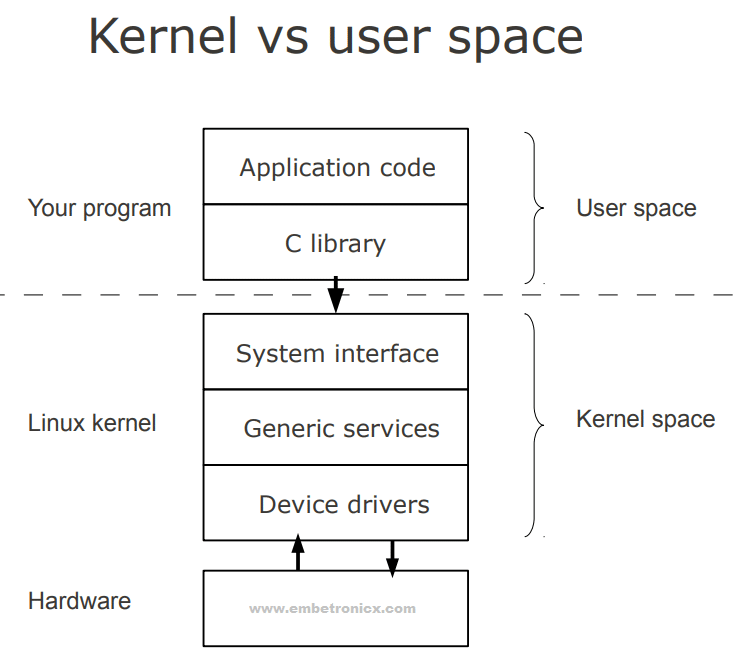 Kernel vs user space
Application code
Your program
User space
C library
System interface
Linux kernel
Generic services
Kernel space
Device drivers
Hardware
www.embetronicx.com